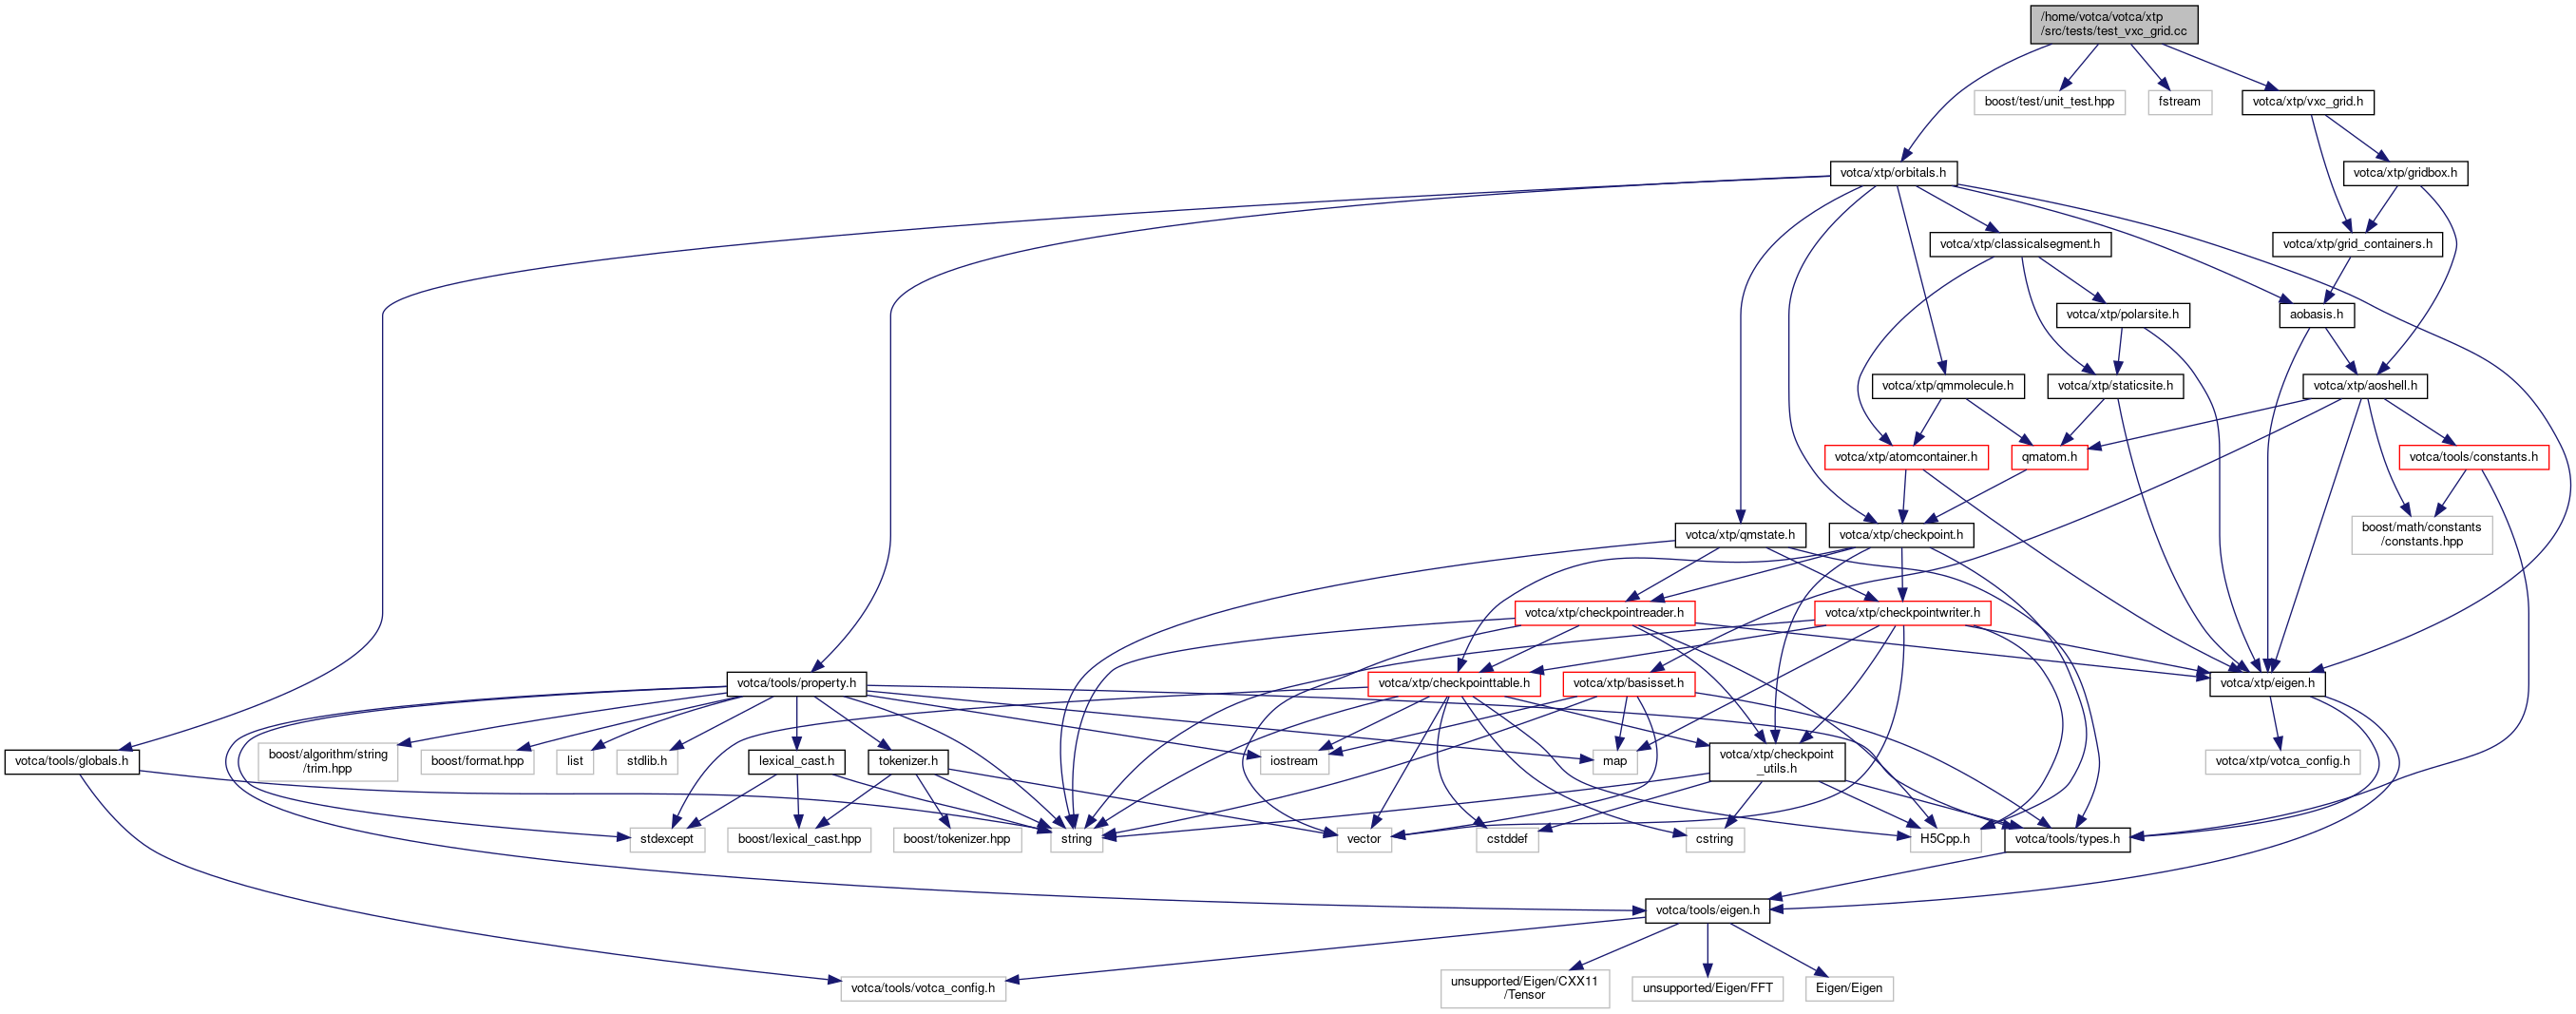 /home/votca/votca/xtp
/src/tests/test_vxc_grid.cc
boost/test/unit_test.hpp
fstream
votca/xtp/vxc_grid.h
votca/xtp/orbitals.h
votca/xtp/gridbox.h
votca/xtp/classicalsegment.h
votca/xtp/grid_containers.h
votca/xtp/polarsite.h
aobasis.h
votca/xtp/qmmolecule.h
votca/xtp/staticsite.h
votca/xtp/aoshell.h
votca/xtp/atomcontainer.h
qmatom.h
votca/tools/constants.h
votca/xtp/qmstate.h
votca/xtp/checkpoint.h
boost/math/constants
/constants.hpp
votca/xtp/checkpointreader.h
votca/xtp/checkpointwriter.h
votca/tools/property.h
votca/xtp/checkpointtable.h
votca/xtp/basisset.h
votca/xtp/eigen.h
votca/tools/globals.h
boost/algorithm/string
/trim.hpp
boost/format.hpp
list
stdlib.h
lexical_cast.h
tokenizer.h
iostream
map
votca/xtp/checkpoint
_utils.h
votca/xtp/votca_config.h
stdexcept
boost/lexical_cast.hpp
boost/tokenizer.hpp
string
vector
cstddef
cstring
H5Cpp.h
votca/tools/types.h
votca/tools/eigen.h
votca/tools/votca_config.h
unsupported/Eigen/CXX11
/Tensor
unsupported/Eigen/FFT
Eigen/Eigen